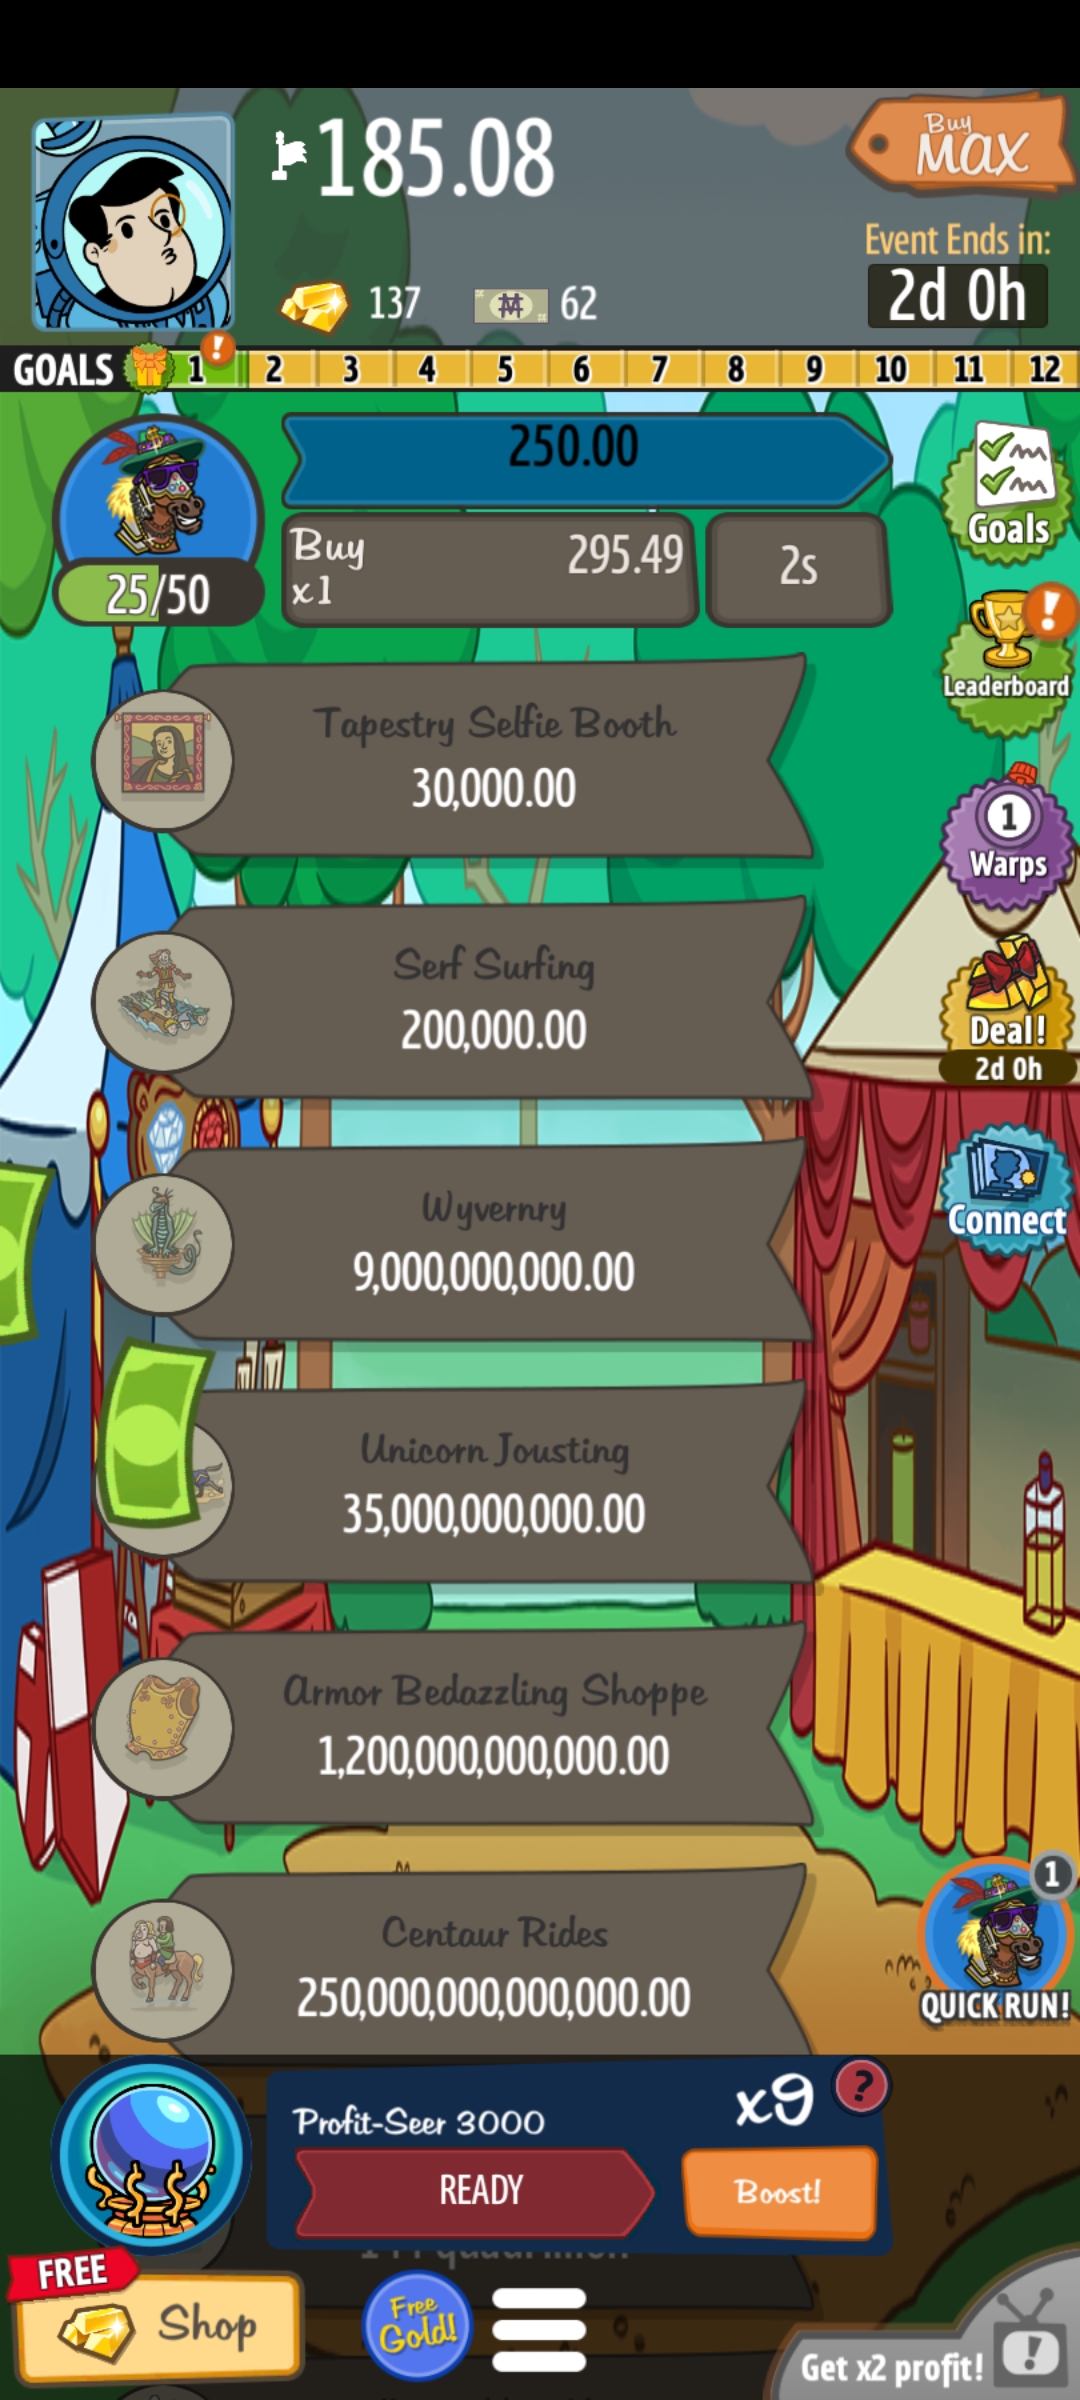 185.08
Buy
MAX
137
62
Event Ends in:
2d 0h
GOALS 1 ! 2 3 4 5 6 7 8 9 10 11 12
250.00
25/50
Buy
x1
295.49
2s
Goals
!
Leaderboard
Tapestry Selfie Booth
30,000.00
1
Warps
Serf Surfing
200,000.00
Deal!
2d 0h
Wyvernry
9,000,000,000.00
Connect
Unicorn Jousting
35,000,000,000.00
Armor Bedazzling Shoppe
1,200,000,000,000.00
Centaur Rides
250,000,000,000,000.00
1
QUICK RUN!
Profit-Seer 3000
x9
?
READY
Boost!
FREE
Shop
Free
Gold!
Get x2 profit!
!